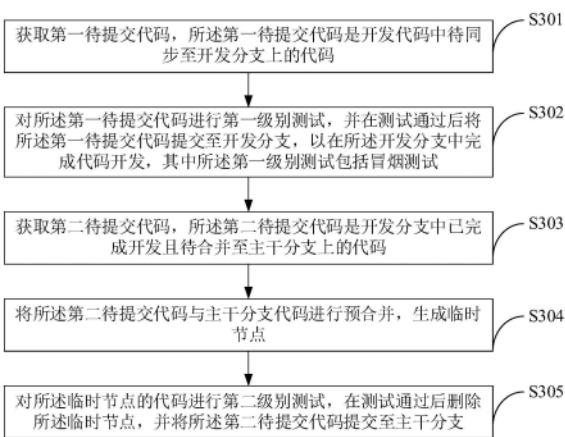 S301
获取第一待提交代码，所述第一待提交代码是开发代码中待同
步至开发分支上的代码
S302
对所述第一待提交代码进行第一级别测试，并在测试通过后将
所述第一待提交代码提交至开发分支，以在所述开发分支中完
成代码开发，其中所述第一级别测试包括冒烟测试
S303
获取第二待提交代码，所述第二待提交代码是开发分支中已完
成开发且待合并至主干分支上的代码
S304
将所述第二待提交代码与主干分支代码进行预合并，生成临时
节点
S305
对所述临时节点的代码进行第二级别测试，在测试通过后删除
所述临时节点，并将所述第二待提交代码提交至主干分支